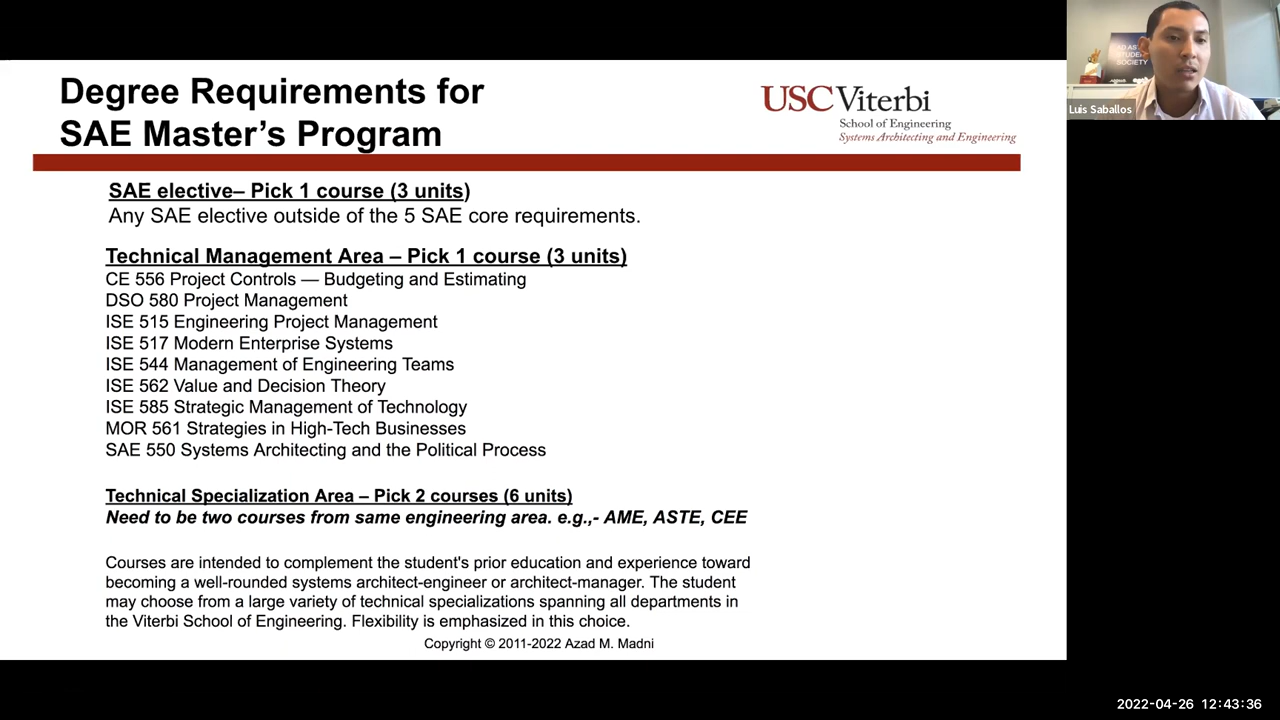 Degree Requirements for
SAE Master's Program
USC Viterbi
School of Engineering
Systems Architecting and Engineering
Luis Saballos
SAE elective– Pick 1 course (3 units)
Any SAE elective outside of the 5 SAE core requirements.
Technical Management Area – Pick 1 course (3 units)
CE 556 Project Controls — Budgeting and Estimating
DSO 580 Project Management
ISE 515 Engineering Project Management
ISE 517 Modern Enterprise Systems
ISE 544 Management of Engineering Teams
ISE 562 Value and Decision Theory
ISE 585 Strategic Management of Technology
MOR 561 Strategies in High-Tech Businesses
SAE 550 Systems Architecting and the Political Process
Technical Specialization Area – Pick 2 courses (6 units)
Need to be two courses from same engineering area. e.g.,- AME, ASTE, CEE
Courses are intended to complement the student's prior education and experience toward
becoming a well-rounded systems architect-engineer or architect-manager. The student
may choose from a large variety of technical specializations spanning all departments in
the Viterbi School of Engineering. Flexibility is emphasized in this choice.
Copyright © 2011-2022 Azad M. Madni
2022-04-26 12:43:36